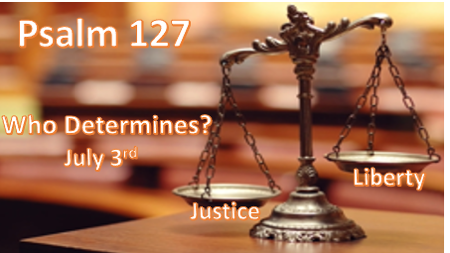 Psalm 127
Who Determines?
July 3rd
Liberty
Justice